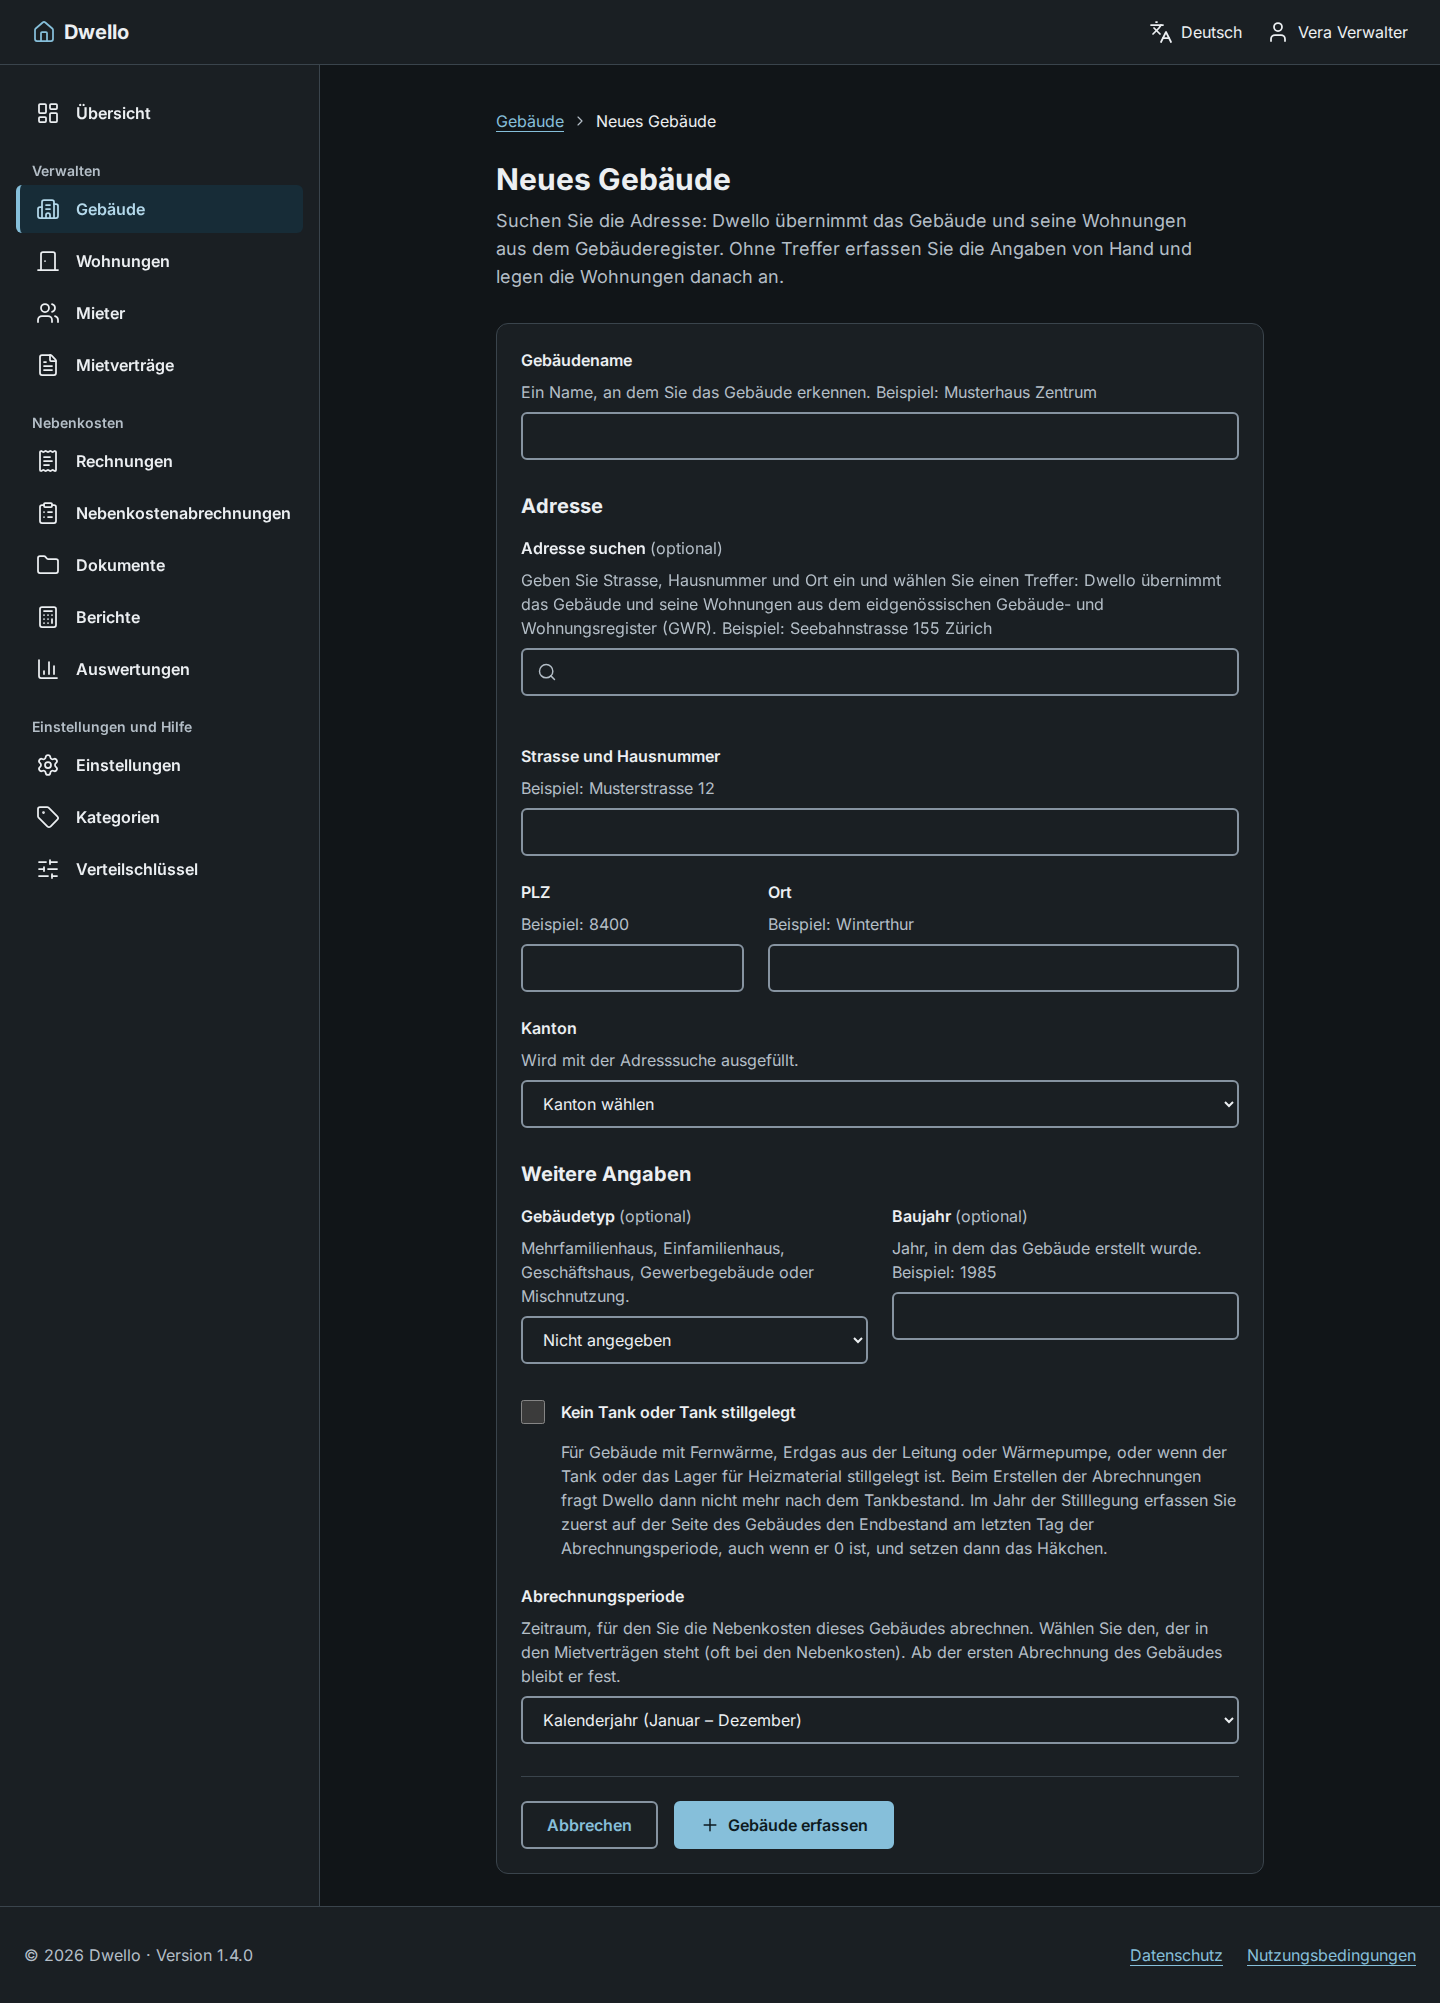 Dwello
Deutsch
Vera Verwalter
Übersicht
Verwalten
Gebäude
Wohnungen
Mieter
Mietverträge
Nebenkosten
Rechnungen
Nebenkostenabrechnungen
Dokumente
Berichte
Auswertungen
Einstellungen und Hilfe
Einstellungen
Kategorien
Verteilschlüssel
Gebäude > Neues Gebäude
Neues Gebäude
Suchen Sie die Adresse: Dwello übernimmt das Gebäude und seine Wohnungen
aus dem Gebäuderegister. Ohne Treffer erfassen Sie die Angaben von Hand und
legen die Wohnungen danach an.
Gebäudename
Ein Name, an dem Sie das Gebäude erkennen. Beispiel: Musterhaus Zentrum
Adresse
Adresse suchen (optional)
Geben Sie Strasse, Hausnummer und Ort ein und wählen Sie einen Treffer: Dwello übernimmt
das Gebäude und seine Wohnungen aus dem eidgenössischen Gebäude- und
Wohnungsregister (GWR). Beispiel: Seebahnstrasse 155 Zürich
Strasse und Hausnummer
Beispiel: Musterstrasse 12
PLZ
Beispiel: 8400
Ort
Beispiel: Winterthur
Kanton
Wird mit der Adresssuche ausgefüllt.
Kanton wählen
Weitere Angaben
Gebäudetyp (optional)
Mehrfamilienhaus, Einfamilienhaus,
Geschäftshaus, Gewerbegebäude oder
Mischnutzung.
Nicht angegeben
Baujahr (optional)
Jahr, in dem das Gebäude erstellt wurde.
Beispiel: 1985
Kein Tank oder Tank stillgelegt
Für Gebäude mit Fernwärme, Erdgas aus der Leitung oder Wärmepumpe, oder wenn der
Tank oder das Lager für Heizmaterial stillgelegt ist. Beim Erstellen der Abrechnungen
fragt Dwello dann nicht mehr nach dem Tankbestand. Im Jahr der Stilllegung erfassen Sie
zuerst auf der Seite des Gebäudes den Endbestand am letzten Tag der
Abrechnungsperiode, auch wenn er 0 ist, und setzen dann das Häkchen.
Abrechnungsperiode
Zeitraum, für den Sie die Nebenkosten dieses Gebäudes abrechnen. Wählen Sie den, der in
den Mietverträgen steht (oft bei den Nebenkosten). Ab der ersten Abrechnung des Gebäudes
bleibt er fest.
Kalenderjahr (Januar – Dezember)
Abbrechen
Gebäude erfassen
© 2026 Dwello · Version 1.4.0
Datenschutz
Nutzungsbedingungen